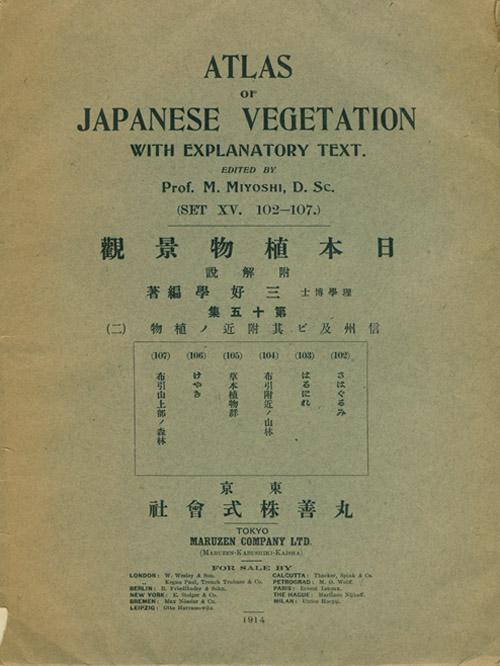 ATLAS
OF
JAPANESE VEGETATION
WITH EXPLANATORY TEXT.
EDITED BY
Prof. M. MIYOSHI, D. Sc.
(SET XV. 102–107.)
日本植物景觀
附解說
理學博士 三好學編著
第十五集
信州及ビ其附近ノ植物 (二)
(102) さはぐるみ
(103) はるにれ
(104) 布引附近ノ山林
(105) 草本植物群
(106) けやき
(107) 布引山上部ノ森林
東京
丸善株式會社
TOKYO
MARUZEN COMPANY LTD.
(MARUZEN-KABUSHIKI-KAISHA)
FOR SALE BY
LONDON: W. Wesley & Son.
„ Kegan Paul, Trench Trubner & Co.
BERLIN: R. Friedländer & Sohn.
NEW YORK: E. Steiger & Co.
BREMEN: Max Nössler & Co.
LEIPZIG: Otto Harrassowitz.
CALCUTTA: Thacker, Spink & Co.
PETROGRAD: M. O. Wolf.
PARIS: Ernest Leroux.
THE HAGUE: Martinus Nijhoff.
MILAN: Ulrico Hoepli.
1914